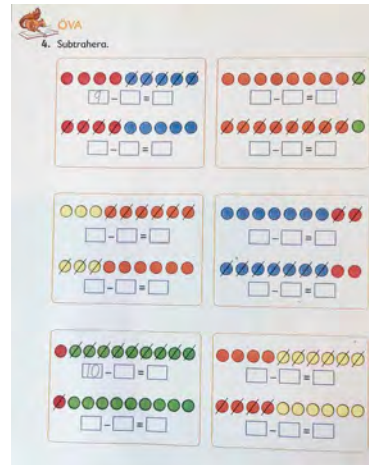 ÖVA
4. Subtrahera.
9 - =
- =
- =
- =
- =
- =
- =
- =
10 - =
- =
- =
- =